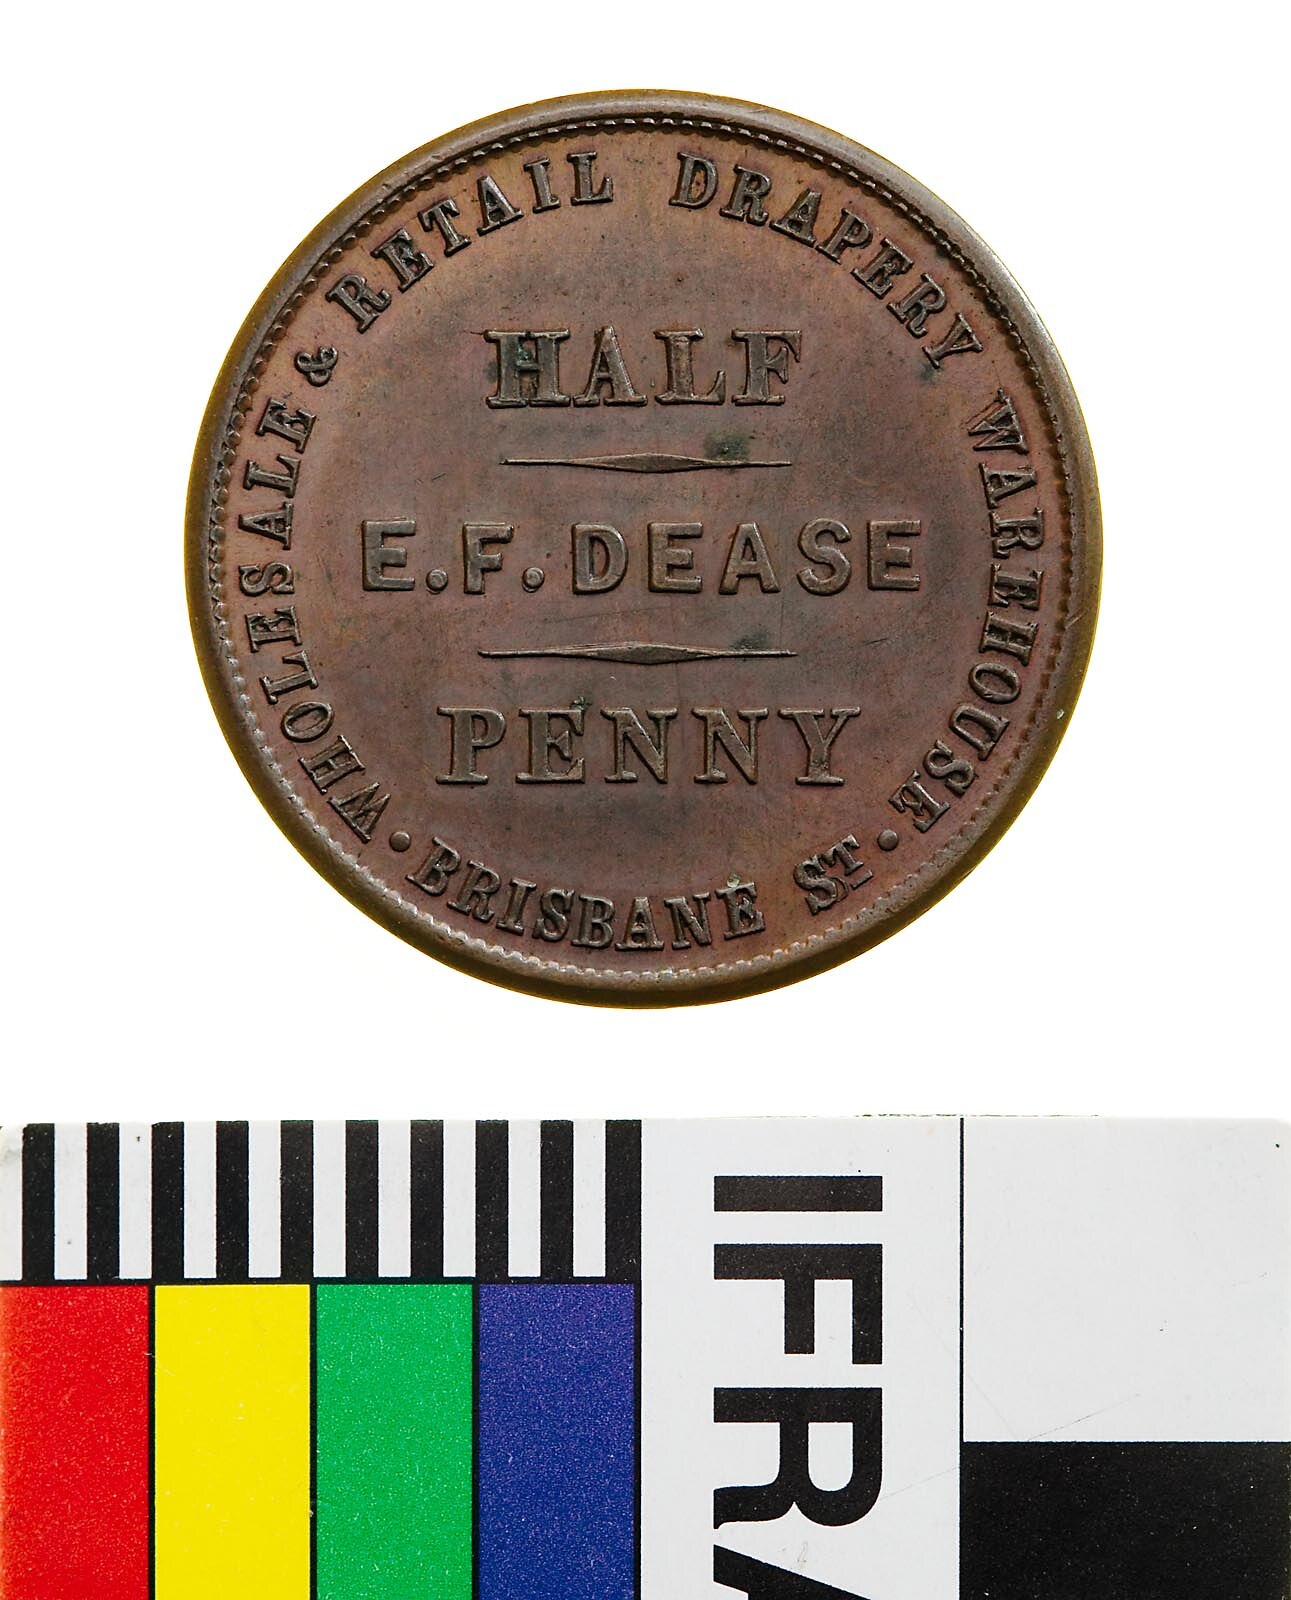 WHOLESALE & RETAIL DRAPERY WAREHOUSE
HALF
E.F.DEASE
PENNY
· BRISBANE ST ·
IFRA